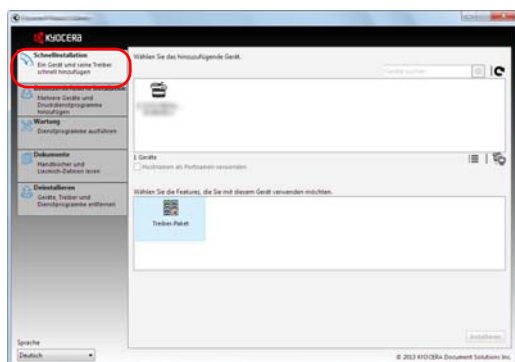 KYOCERA
Schnellinstallation
Ein Gerät und seine Treiber
schnell hinzufügen
Mehrere Geräte und
Druckdienstprogramme
hinzufügen
Wartung
Dienstprogramme ausführen
Dokumente
Handbücher und
Liesmich-Dateien lesen
Deinstallieren
Geräte, Treiber und
Dienstprogramme entfernen
Sprache
Deutsch
Wählen Sie das hinzuzufügende Gerät.
Geräte suchen
1 Geräte
Hostnamen als Portnamen verwenden
Wählen Sie die Features, die Sie mit diesem Gerät verwenden möchten.
Treiber-Paket
Installieren
© 2013 KYOCERA Document Solutions Inc.